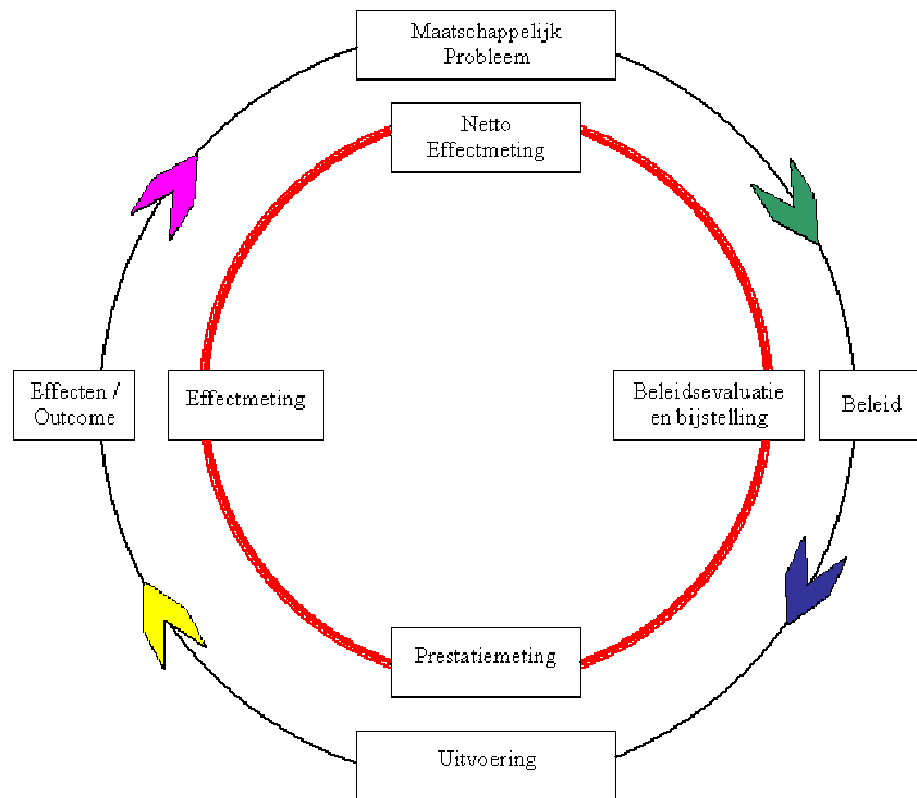 Maatschappelijk
Probleem
Netto
Effectmeting
Effecten /
Outcome
Effectmeting
Beleidsevaluatie
en bijstelling
Beleid
Prestatiemeting
Uitvoering